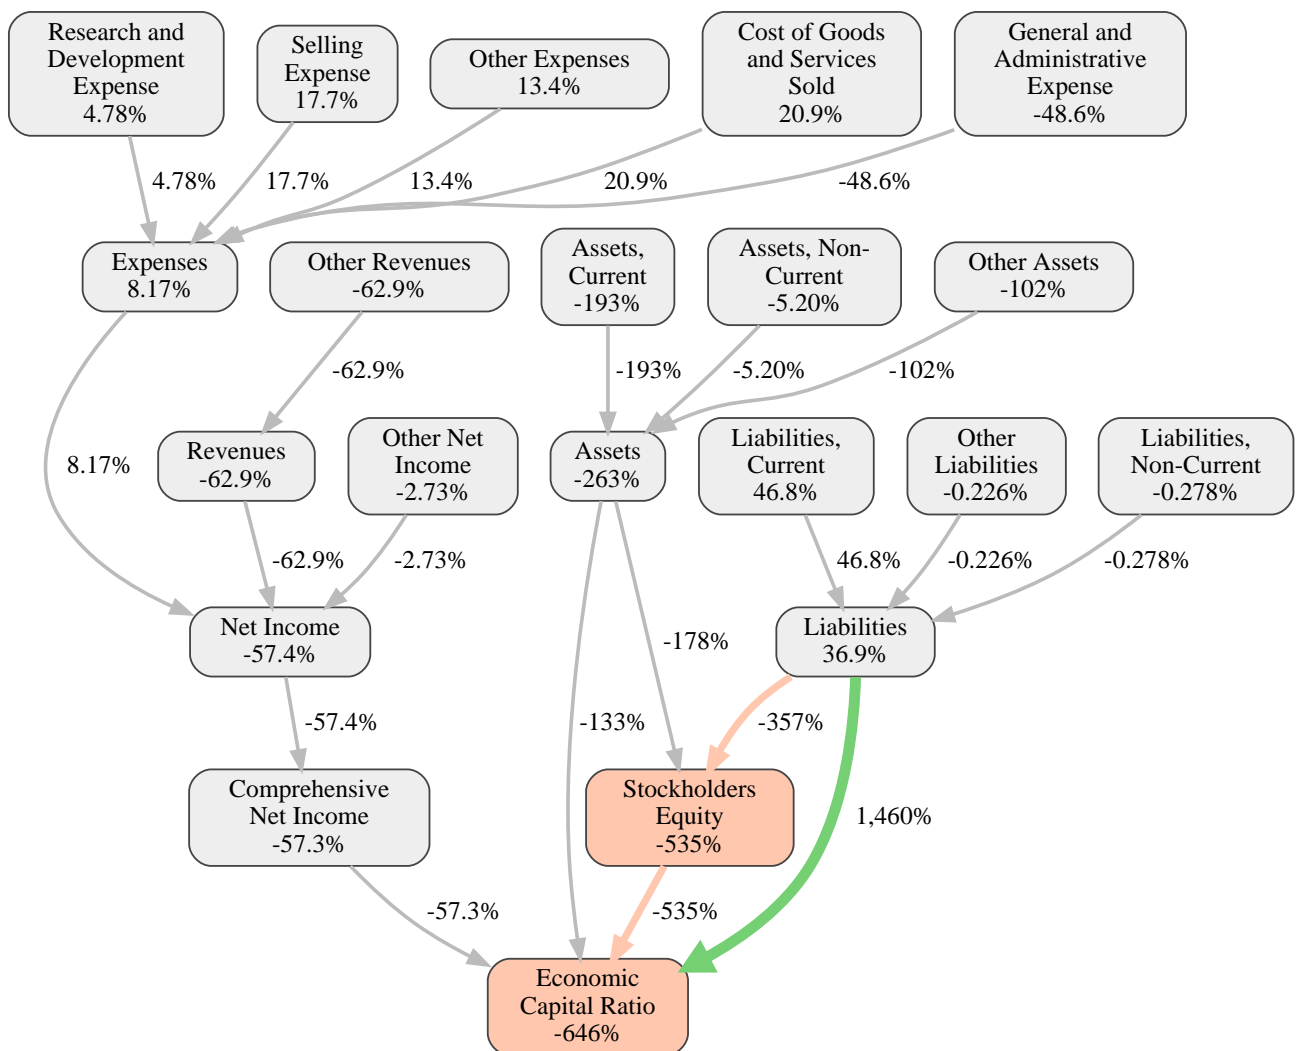 Research and
Development
Expense
4.78%
Selling
Expense
17.7%
Other Expenses
13.4%
Cost of Goods
and Services
Sold
20.9%
General and
Administrative
Expense
-48.6%
4.78%
17.7%
13.4%
20.9%
-48.6%
Expenses
8.17%
Other Revenues
-62.9%
Assets,
Current
-193%
Assets, Non-
Current
-5.20%
Other Assets
-102%
-62.9%
-193%
-5.20%
-102%
8.17%
Revenues
-62.9%
Other Net
Income
-2.73%
Assets
-263%
Liabilities,
Current
46.8%
Other
Liabilities
-0.226%
Liabilities,
Non-Current
-0.278%
-62.9%
-2.73%
46.8%
-0.226%
-0.278%
Net Income
-57.4%
-178%
Liabilities
36.9%
-57.4%
-133%
-357%
Comprehensive
Net Income
-57.3%
Stockholders
Equity
-535%
1,460%
-57.3%
-535%
Economic
Capital Ratio
-646%